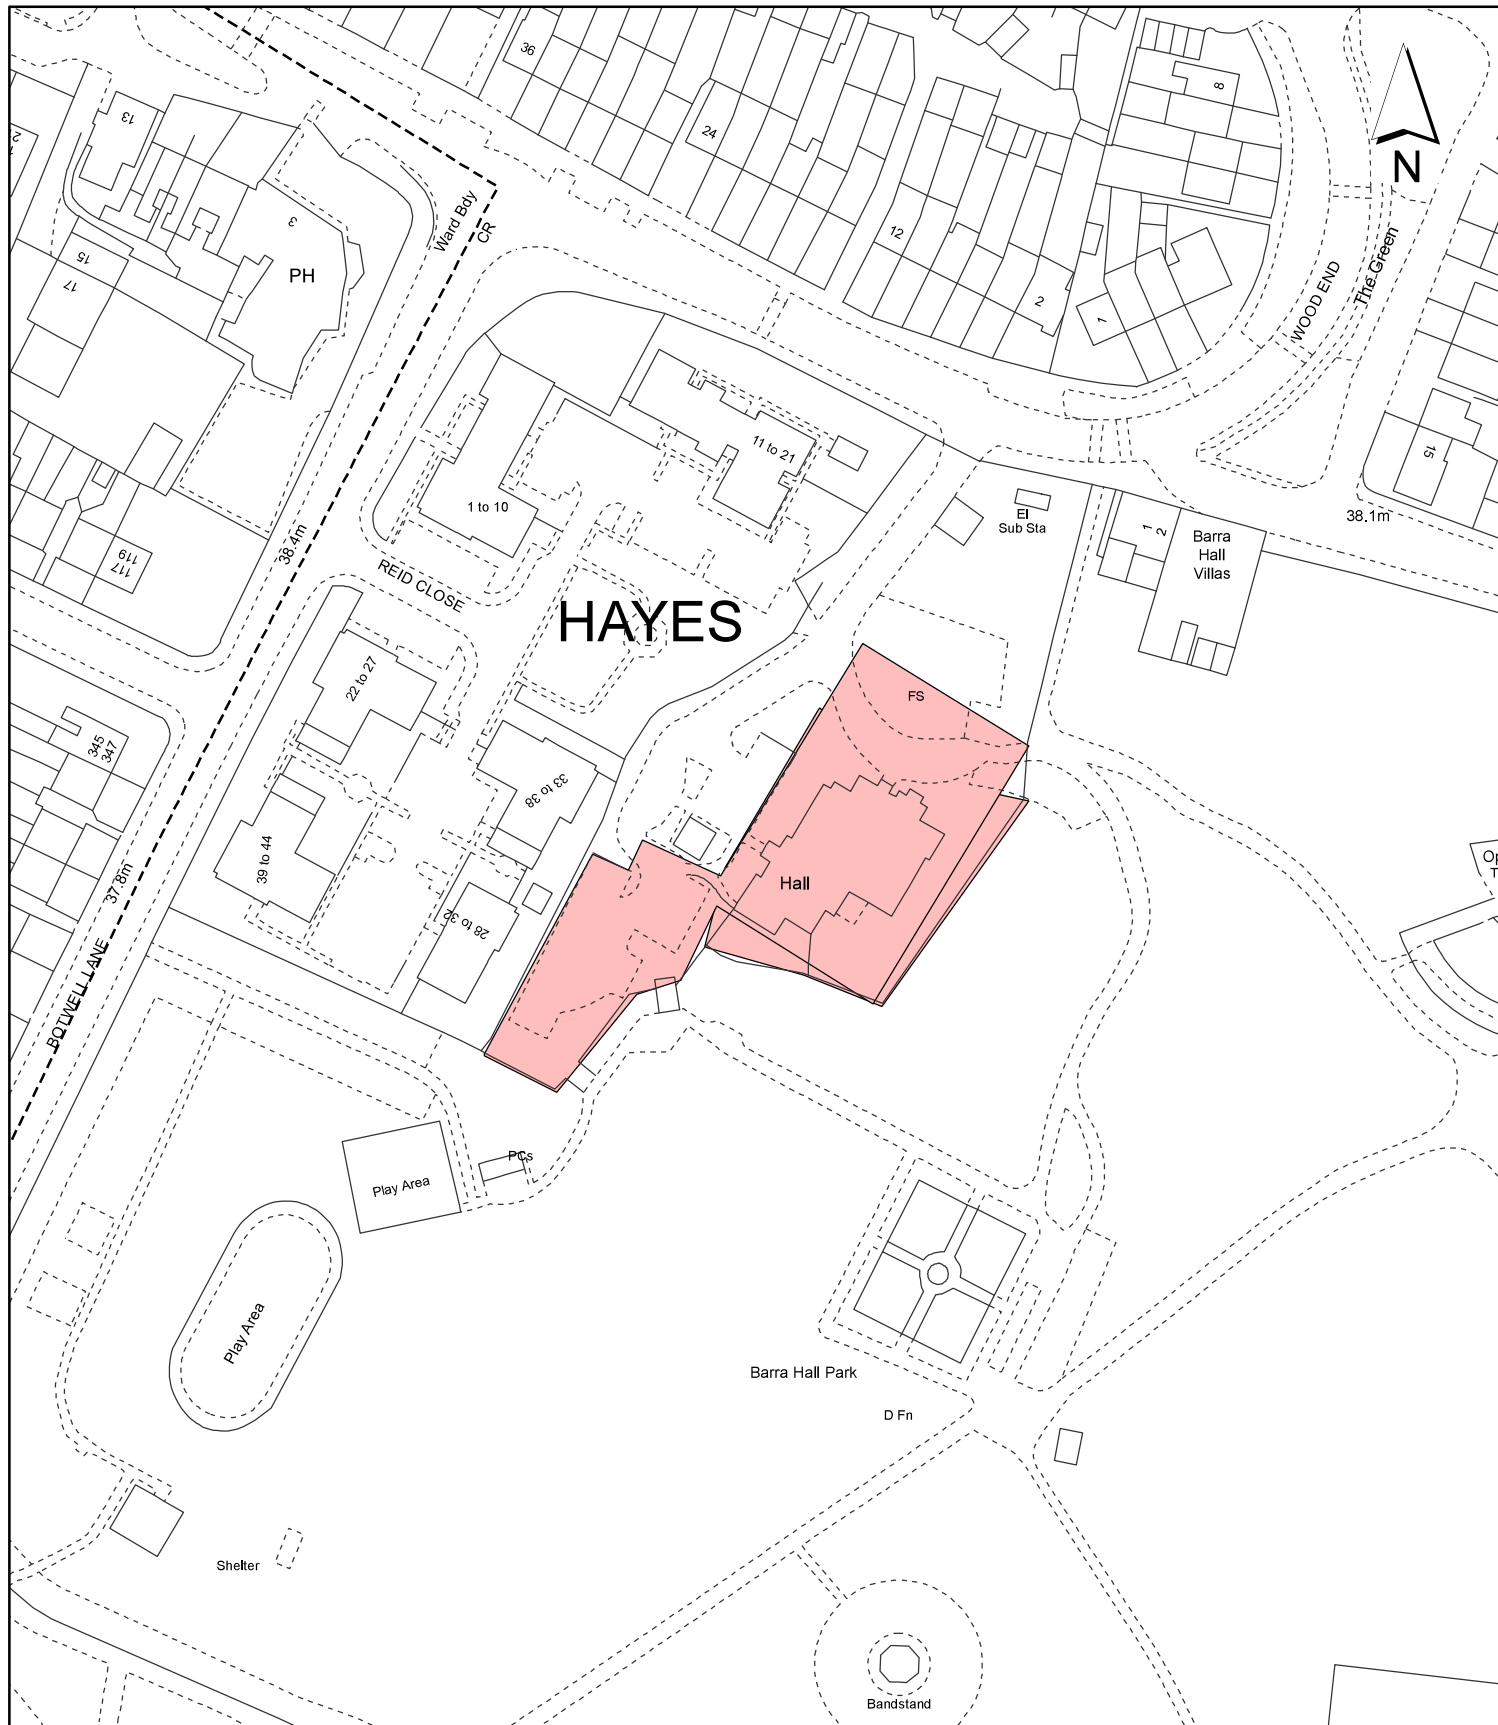 36
13
24
8
N
Ward Bdy
CR
3
PH
12
2
1
WOOD END
The Green
15
17
11 to 21
1 to 10
El
Sub Sta
1
2
Barra
Hall
Villas
15
38.1m
38.4m
119
117
REID CLOSE
HAYES
22 to 27
FS
345
347
33 to 38
39 to 44
37.8m
Hall
28 to 32
BOTWELL LANE
PCs
Play Area
Play Area
Barra Hall Park
D Fn
Shelter
Bandstand